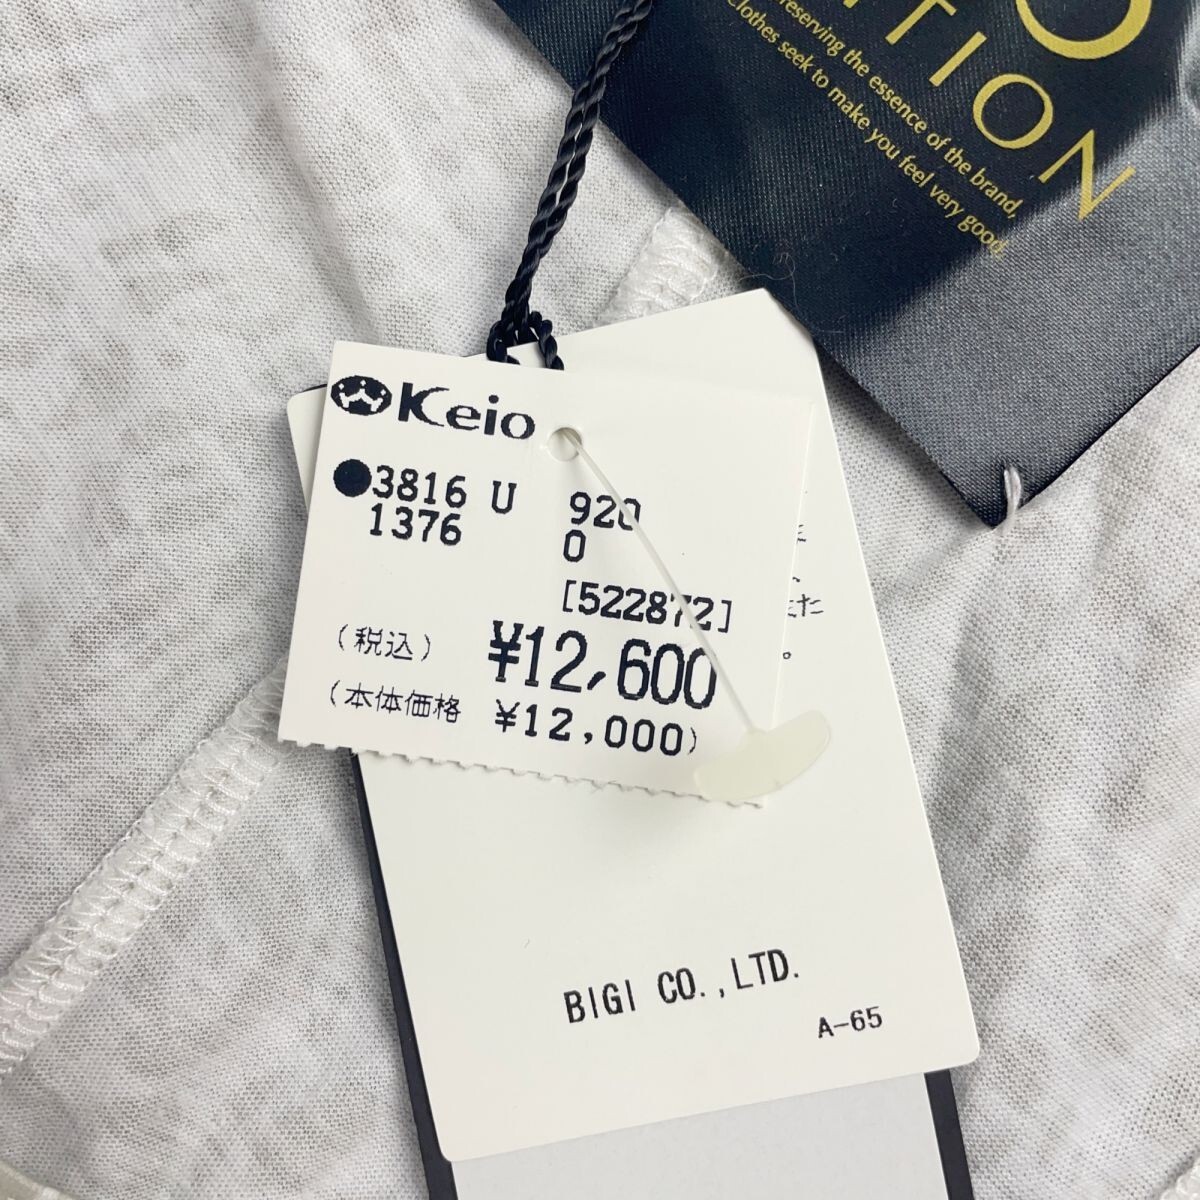 TION
reserving the essence of the brand,
Clothes seek to make you feel very good.
Keio
●3816 U 920
1376 0
[522872]
(税込) ¥12,600
(本体価格 ¥12,000)
た
。
BIGI CO.,LTD.
A-65